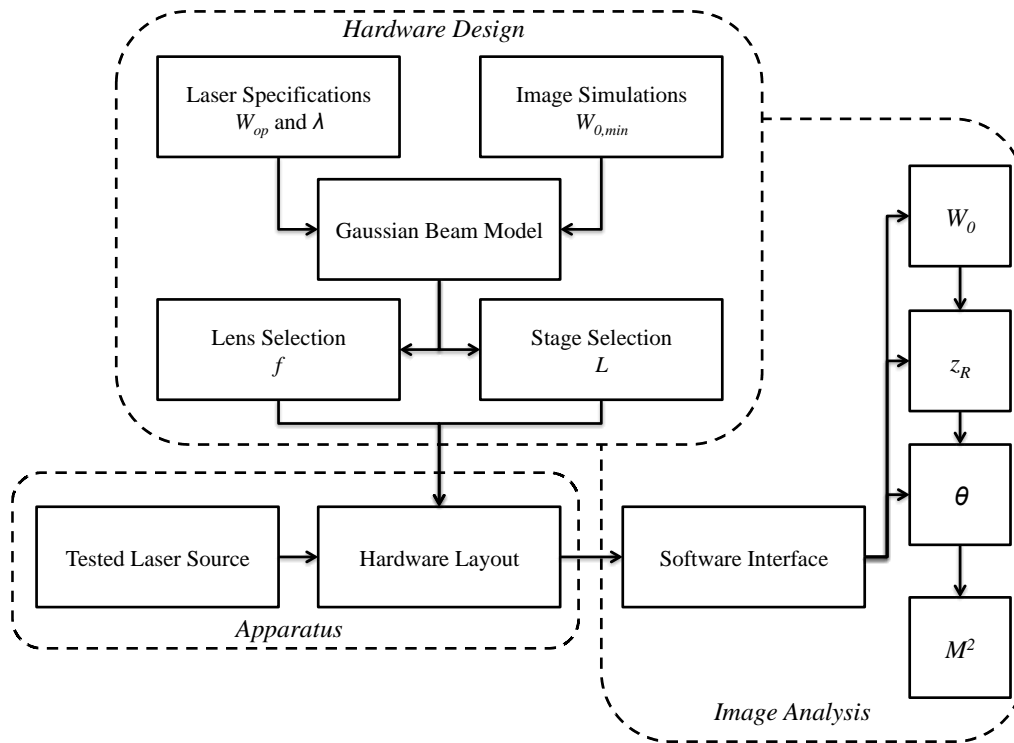 Hardware Design
Laser Specifications
W_op and λ
Image Simulations
W_0,min
Gaussian Beam Model
Lens Selection
f
Stage Selection
L
W_0
z_R
θ
M²
Tested Laser Source
Hardware Layout
Software Interface
Apparatus
Image Analysis